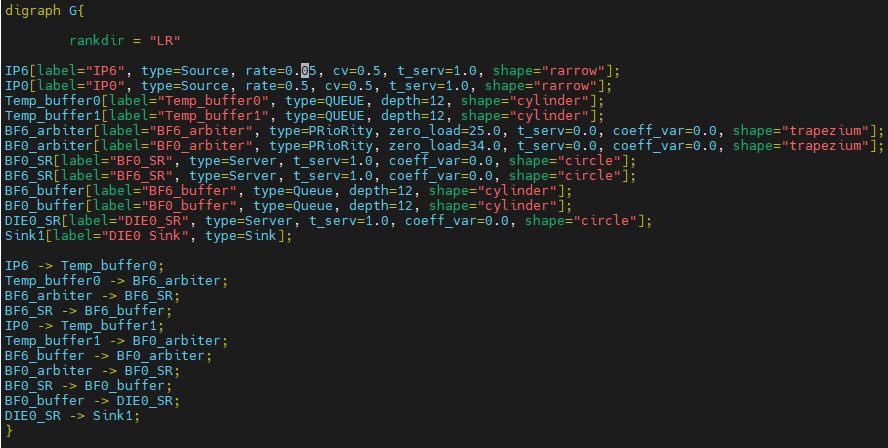 digraph G{
rankdir = "LR"
IP6[label="IP6", type=Source, rate=0.05, cv=0.5, t_serv=1.0, shape="rarrow"];
IP0[label="IP0", type=Source, rate=0.5, cv=0.5, t_serv=1.0, shape="rarrow"];
Temp_buffer0[label="Temp_buffer0", type=QUEUE, depth=12, shape="cylinder"];
Temp_buffer1[label="Temp_buffer1", type=QUEUE, depth=12, shape="cylinder"];
BF6_arbiter[label="BF6_arbiter", type=PRioRity, zero_load=25.0, t_serv=0.0, coeff_var=0.0, shape="trapezium"];
BF0_arbiter[label="BF0_arbiter", type=PRioRity, zero_load=34.0, t_serv=0.0, coeff_var=0.0, shape="trapezium"];
BF0_SR[label="BF0_SR", type=Server, t_serv=1.0, coeff_var=0.0, shape="circle"];
BF6_SR[label="BF6_SR", type=Server, t_serv=1.0, coeff_var=0.0, shape="circle"];
BF6_buffer[label="BF6_buffer", type=Queue, depth=12, shape="cylinder"];
BF0_buffer[label="BF0_buffer", type=Queue, depth=12, shape="cylinder"];
DIE0_SR[label="DIE0_SR", type=Server, t_serv=1.0, coeff_var=0.0, shape="circle"];
Sink1[label="DIE0 Sink", type=Sink];
IP6 -> Temp_buffer0;
Temp_buffer0 -> BF6_arbiter;
BF6_arbiter -> BF6_SR;
BF6_SR -> BF6_buffer;
IP0 -> Temp_buffer1;
Temp_buffer1 -> BF0_arbiter;
BF6_buffer -> BF0_arbiter;
BF0_arbiter -> BF0_SR;
BF0_SR -> BF0_buffer;
BF0_buffer -> DIE0_SR;
DIE0_SR -> Sink1;
}